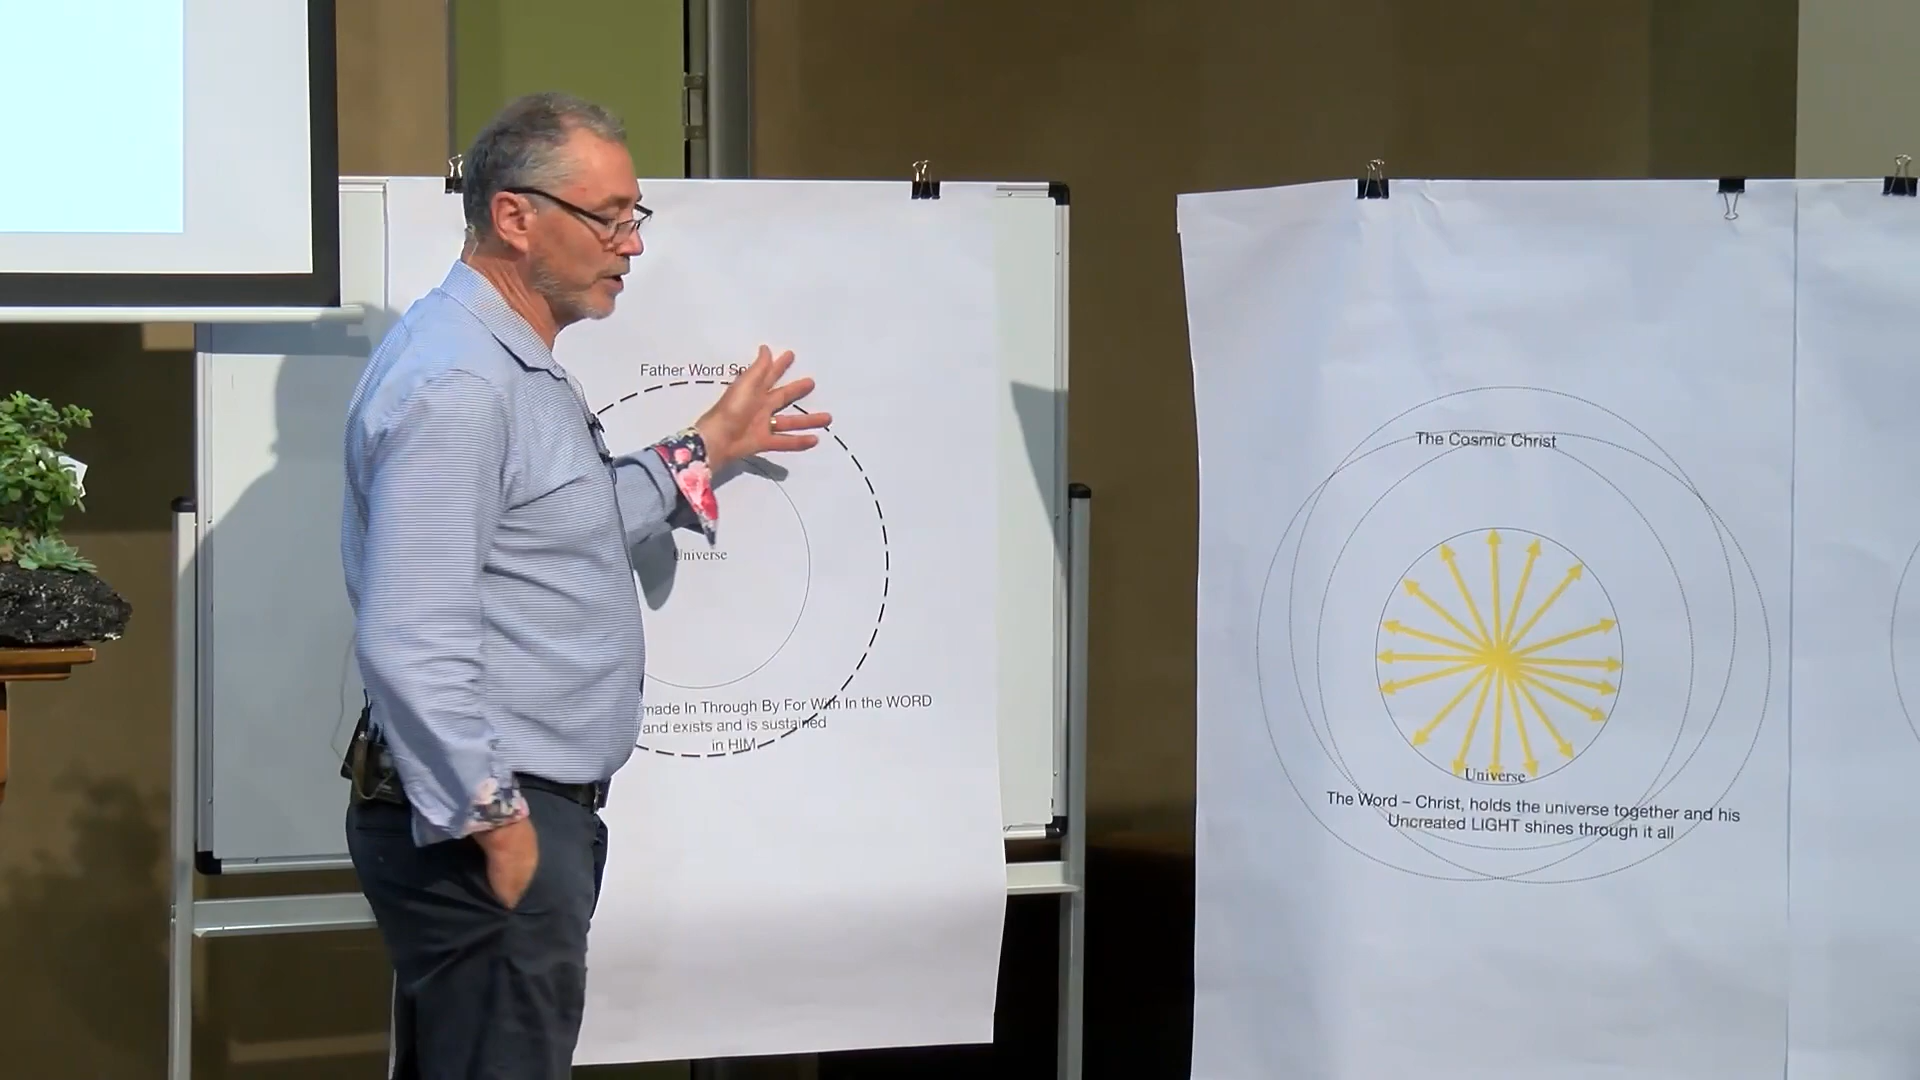 Father Word
Universe
made In Through By For With In the WORD
and exists and is sustained
in HIM
The Cosmic Christ
Universe
The Word – Christ, holds the universe together and his
Uncreated LIGHT shines through it all